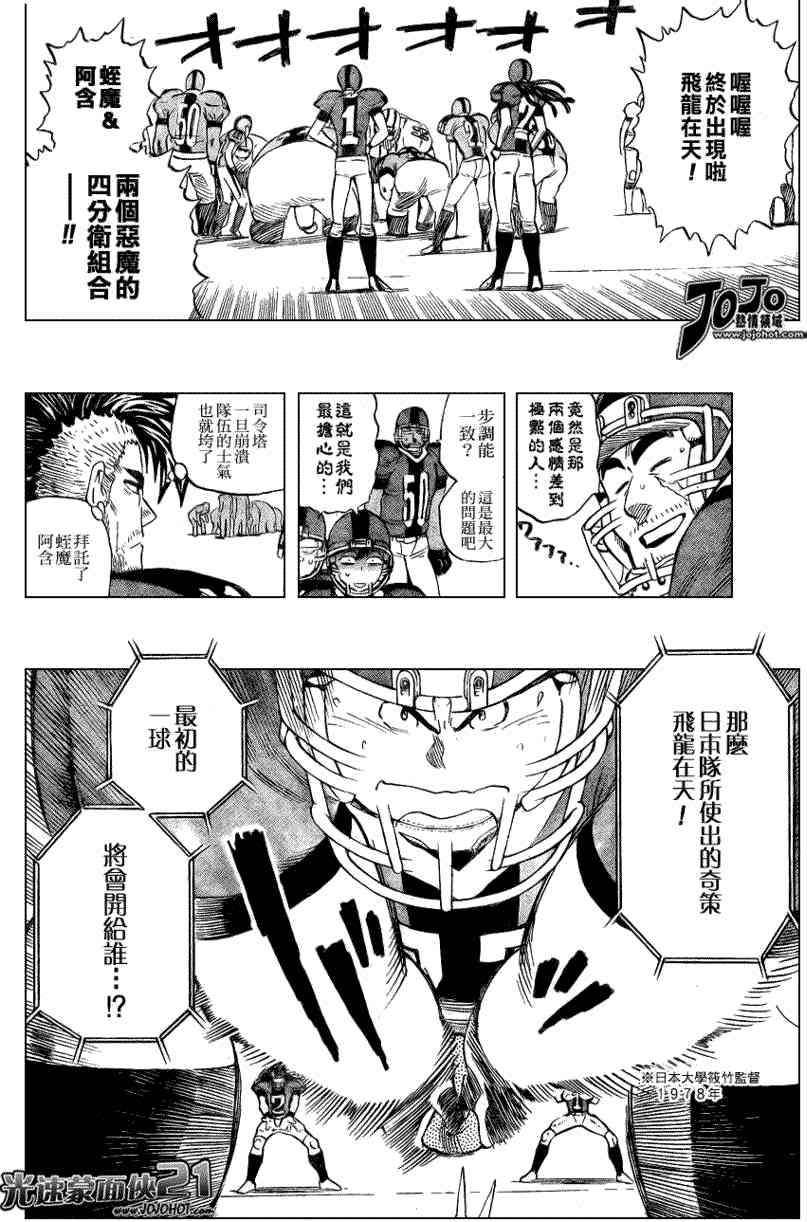 喔喔喔
終於出現啦
飛龍在天！
蛭魔&
阿含
兩個惡魔的
四分衛組合
——!!
JOJO
熱情領域
www.jojohot.com
竟然是那
兩個感情差到
極點的人…
步調能
一致？
這是最大
的問題吧
50
這就是我們
最擔心的…
司令塔
一旦崩潰
隊伍的士氣
也就垮了
拜託了
蛭魔
阿含
那麼
日本隊所使出的奇策
飛龍在天！
最初的
一球
將會開給誰…!?
※日本大學篠竹監督
1978年
光速蒙面俠21
www.JOJOHOT.com